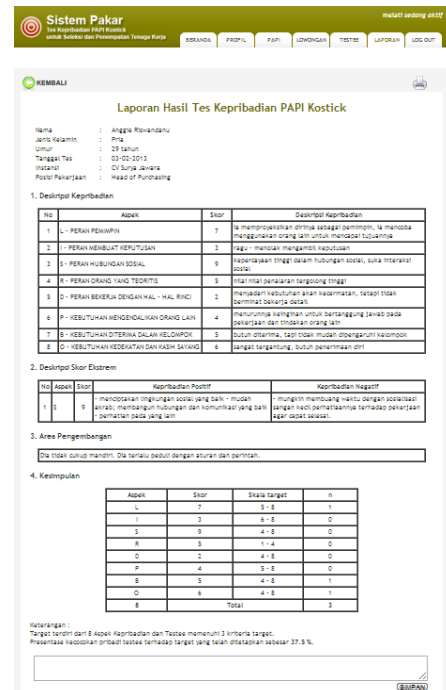 melati sedang aktif
Sistem Pakar
Tes Kepribadian PAPI Kostick
untuk Seleksi dan Penempatan Tenaga Kerja
BERANDA PROFIL PAPI LOWONGAN TESTEE LAPORAN LOG OUT
KEMBALI
Laporan Hasil Tes Kepribadian PAPI Kostick
Nama : Anggie Riswandanu
Jenis Kelamin : Pria
Umur : 29 tahun
Tanggal Tes : 03-02-2013
Instansi : CV Surya Jawara
Posisi Pekerjaan : Head of Purchasing
1. Deskripsi Kepribadian
No Aspek Skor Deskripsi Kepribadian
1 L - PERAN PEMIMPIN 7 Ia memproyeksikan dirinya sebagai pemimpin, ia mencoba
menggunakan orang lain untuk mencapai tujuannya
2 I - PERAN MEMBUAT KEPUTUSAN 3 ragu - menolak mengambil keputusan
3 S - PERAN HUBUNGAN SOSIAL 9 kepercayaan tinggi dalam hubungan sosial, suka interaksi
sosial
4 R - PERAN ORANG YANG TEORITIS 5 nilai nilai penalaran tergolong tinggi
5 D - PERAN BEKERJA DENGAN HAL - HAL RINCI 2 menyadari kebutuhan akan kecermatan, tetapi tidak
berminat bekerja detail
6 P - KEBUTUHAN MENGENDALIKAN ORANG LAIN 4 menurunnya keinginan untuk bertanggung jawab pada
pekerjaan dan tindakan orang lain
7 B - KEBUTUHAN DITERIMA DALAM KELOMPOK 5 butuh diterima, tapi tidak mudah dipengaruhi kelompok
8 O - KEBUTUHAN KEDEKATAN DAN KASIH SAYANG 6 sangat tergantung, butuh penerimaan diri
2. Deskripsi Skor Ekstrem
No Aspek Skor Kepribadian Positif Kepribadian Negatif
1 S 9 - menciptakan lingkungan sosial yang baik - mudah
akrab; membangun hubungan dan komunikasi yang baik
- perhatian pada yang lain
- mungkin membuang waktu dengan sosialisasi
sangan kecil perhatiaannya terhadap pekerjaan
agar cepat selesai.
3. Area Pengembangan
Dia tidak cukup mandiri. Dia terlalu peduli dengan aturan dan perintah.
4. Kesimpulan
Aspek Skor Skala target n
L 7 5 - 8 1
I 3 6 - 8 0
S 9 4 - 8 0
R 5 1 - 4 0
D 2 4 - 8 0
P 4 5 - 8 0
B 5 4 - 8 1
O 6 4 - 8 1
8 Total 3
Keterangan :
Target terdiri dari 8 Aspek Kepribadian dan Testee memenuhi 3 kriteria target.
Presentase kecocokan pribadi testee terhadap target yang telah ditetapkan sebesar 37.5 %.
SIMPAN